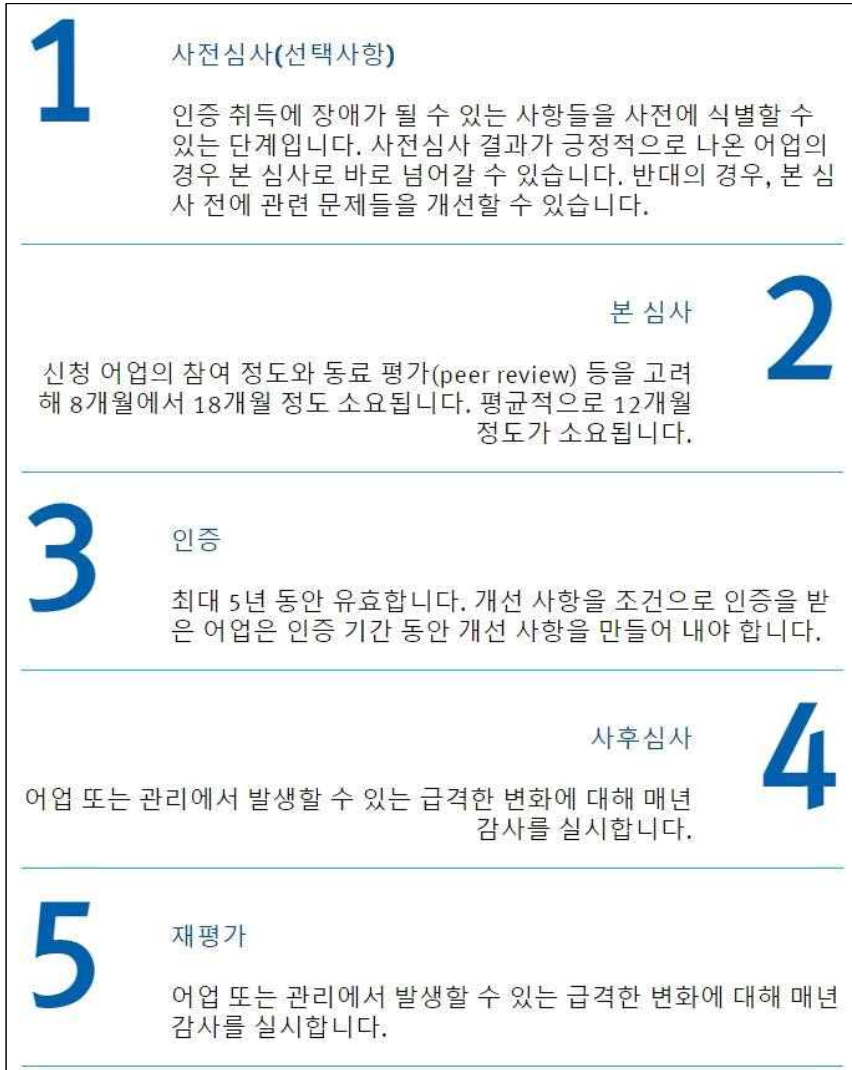 1
사전심사(선택사항)
인증 취득에 장애가 될 수 있는 사항들을 사전에 식별할 수
있는 단계입니다. 사전심사 결과가 긍정적으로 나온 어업의
경우 본 심사로 바로 넘어갈 수 있습니다. 반대의 경우, 본 심
사 전에 관련 문제들을 개선할 수 있습니다.
2
본 심사
신청 어업의 참여 정도와 동료 평가(peer review) 등을 고려
해 8개월에서 18개월 정도 소요됩니다. 평균적으로 12개월
정도가 소요됩니다.
3
인증
최대 5년 동안 유효합니다. 개선 사항을 조건으로 인증을 받
은 어업은 인증 기간 동안 개선 사항을 만들어 내야 합니다.
4
사후심사
어업 또는 관리에서 발생할 수 있는 급격한 변화에 대해 매년
감사를 실시합니다.
5
재평가
어업 또는 관리에서 발생할 수 있는 급격한 변화에 대해 매년
감사를 실시합니다.